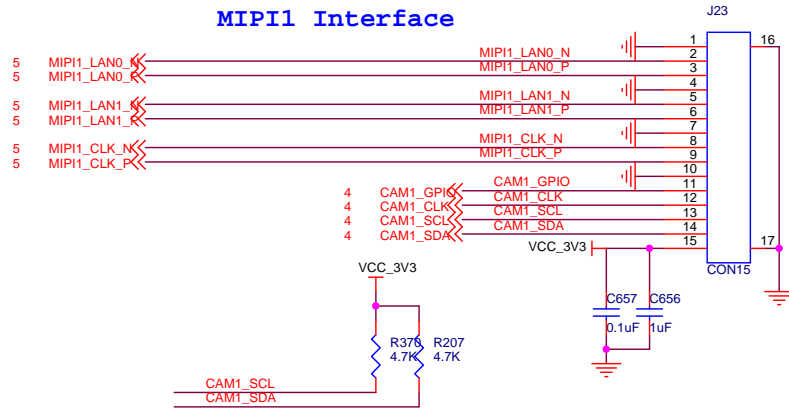 MIPI1 Interface
J23
5 MIPI1_LAN0_N MIPI1_LAN0_N 1 16
5 MIPI1_LAN0_P MIPI1_LAN0_P 2
3
4
5 MIPI1_LAN1_N MIPI1_LAN1_N 5
5 MIPI1_LAN1_P MIPI1_LAN1_P 6
7
5 MIPI1_CLK_N MIPI1_CLK_N 8
5 MIPI1_CLK_P MIPI1_CLK_P 9
10
4 CAM1_GPIO CAM1_GPIO 11
4 CAM1_CLK CAM1_CLK 12
4 CAM1_SCL CAM1_SCL 13
4 CAM1_SDA CAM1_SDA 14
VCC_3V3 15 17
CON15
VCC_3V3
C657 C656
0.1uF 1uF
R370 R207
4.7K 4.7K
CAM1_SCL
CAM1_SDA